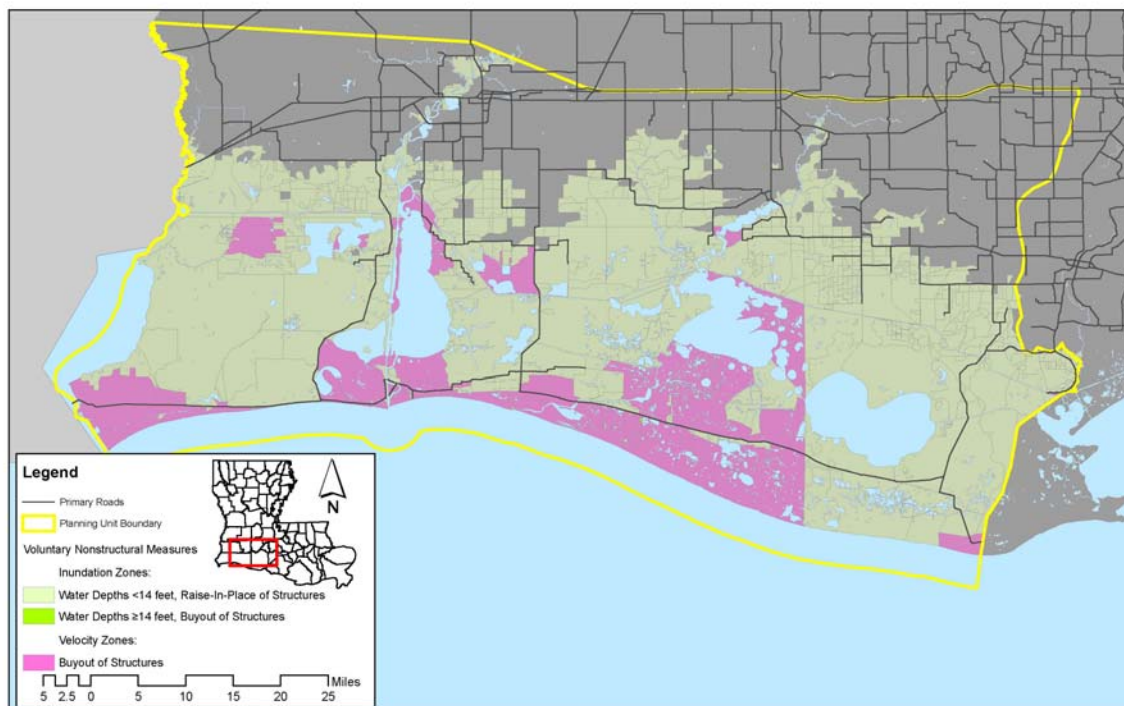 Legend
N
Primary Roads
Planning Unit Boundary
Voluntary Nonstructural Measures
Inundation Zones:
Water Depths <14 feet, Raise-In-Place of Structures
Water Depths ≥14 feet, Buyout of Structures
Velocity Zones:
Buyout of Structures
Miles
5 2.5 0 5 10 15 20 25